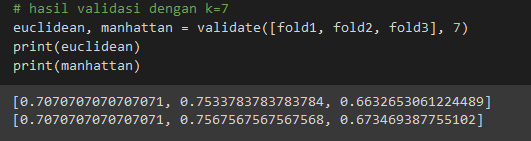 # hasil validasi dengan k=7
euclidean, manhattan = validate([fold1, fold2, fold3], 7)
print(euclidean)
print(manhattan)
[0.7070707070707071, 0.7533783783783784, 0.6632653061224489]
[0.7070707070707071, 0.7567567567567568, 0.673469387755102]